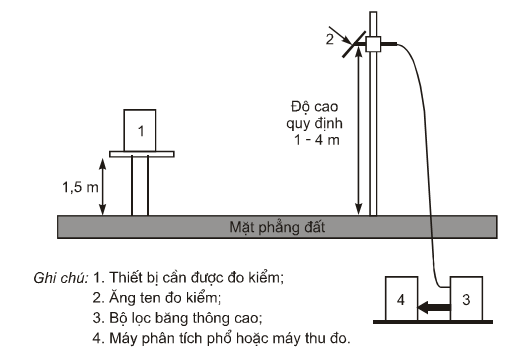 2
1
Độ cao
quy định
1 - 4 m
1,5 m
Mặt phẳng đất
4
3
Ghi chú: 1. Thiết bị cần được đo kiểm;
2. Ăng ten đo kiểm;
3. Bộ lọc băng thông cao;
4. Máy phân tích phổ hoặc máy thu đo.